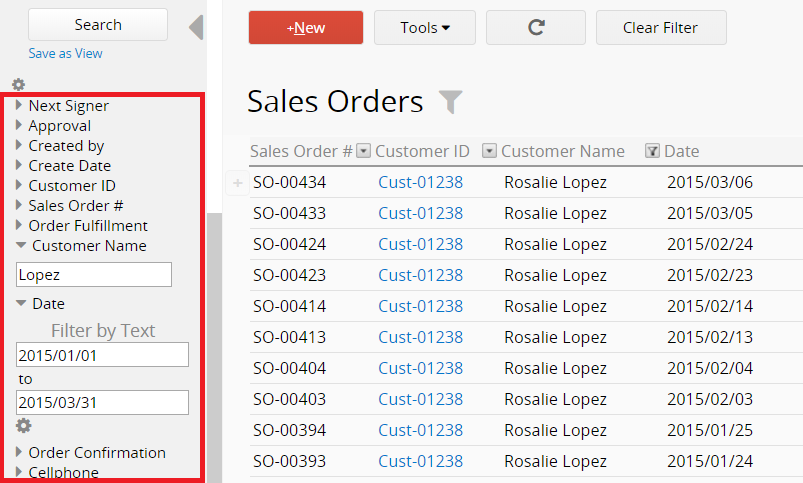 Search
Save as View
Next Signer
Approval
Created by
Create Date
Customer ID
Sales Order #
Order Fulfillment
Customer Name
Lopez
Date
Filter by Text
2015/01/01
to
2015/03/31
Order Confirmation
Cellphone
+New Tools Clear Filter
Sales Orders
Sales Order # Customer ID Customer Name Date
SO-00434 Cust-01238 Rosalie Lopez 2015/03/06
SO-00433 Cust-01238 Rosalie Lopez 2015/03/05
SO-00424 Cust-01238 Rosalie Lopez 2015/02/24
SO-00423 Cust-01238 Rosalie Lopez 2015/02/23
SO-00414 Cust-01238 Rosalie Lopez 2015/02/14
SO-00413 Cust-01238 Rosalie Lopez 2015/02/13
SO-00404 Cust-01238 Rosalie Lopez 2015/02/04
SO-00403 Cust-01238 Rosalie Lopez 2015/02/03
SO-00394 Cust-01238 Rosalie Lopez 2015/01/25
SO-00393 Cust-01238 Rosalie Lopez 2015/01/24